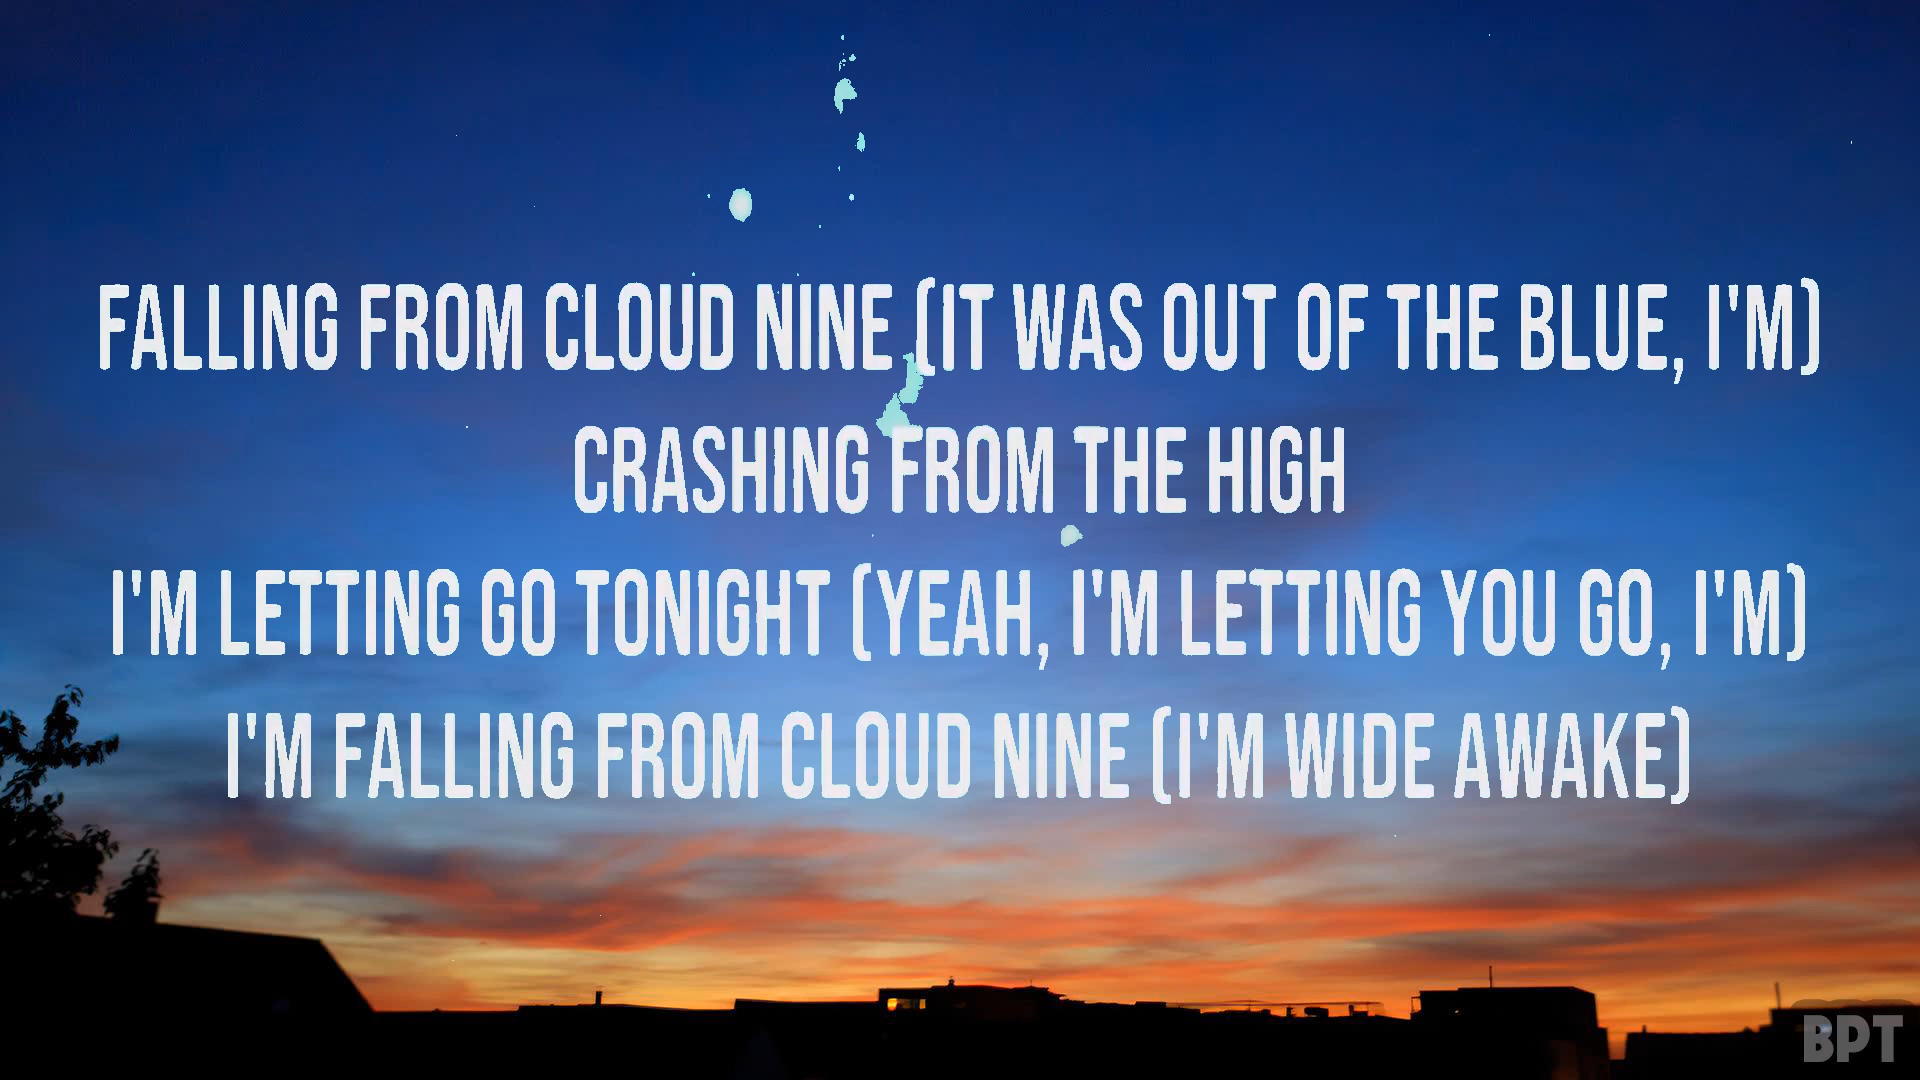 FALLING FROM CLOUD NINE (IT WAS OUT OF THE BLUE, I'M)
CRASHING FROM THE HIGH
I'M LETTING GO TONIGHT (YEAH, I'M LETTING YOU GO, I'M)
I'M FALLING FROM CLOUD NINE (I'M WIDE AWAKE)
BPT